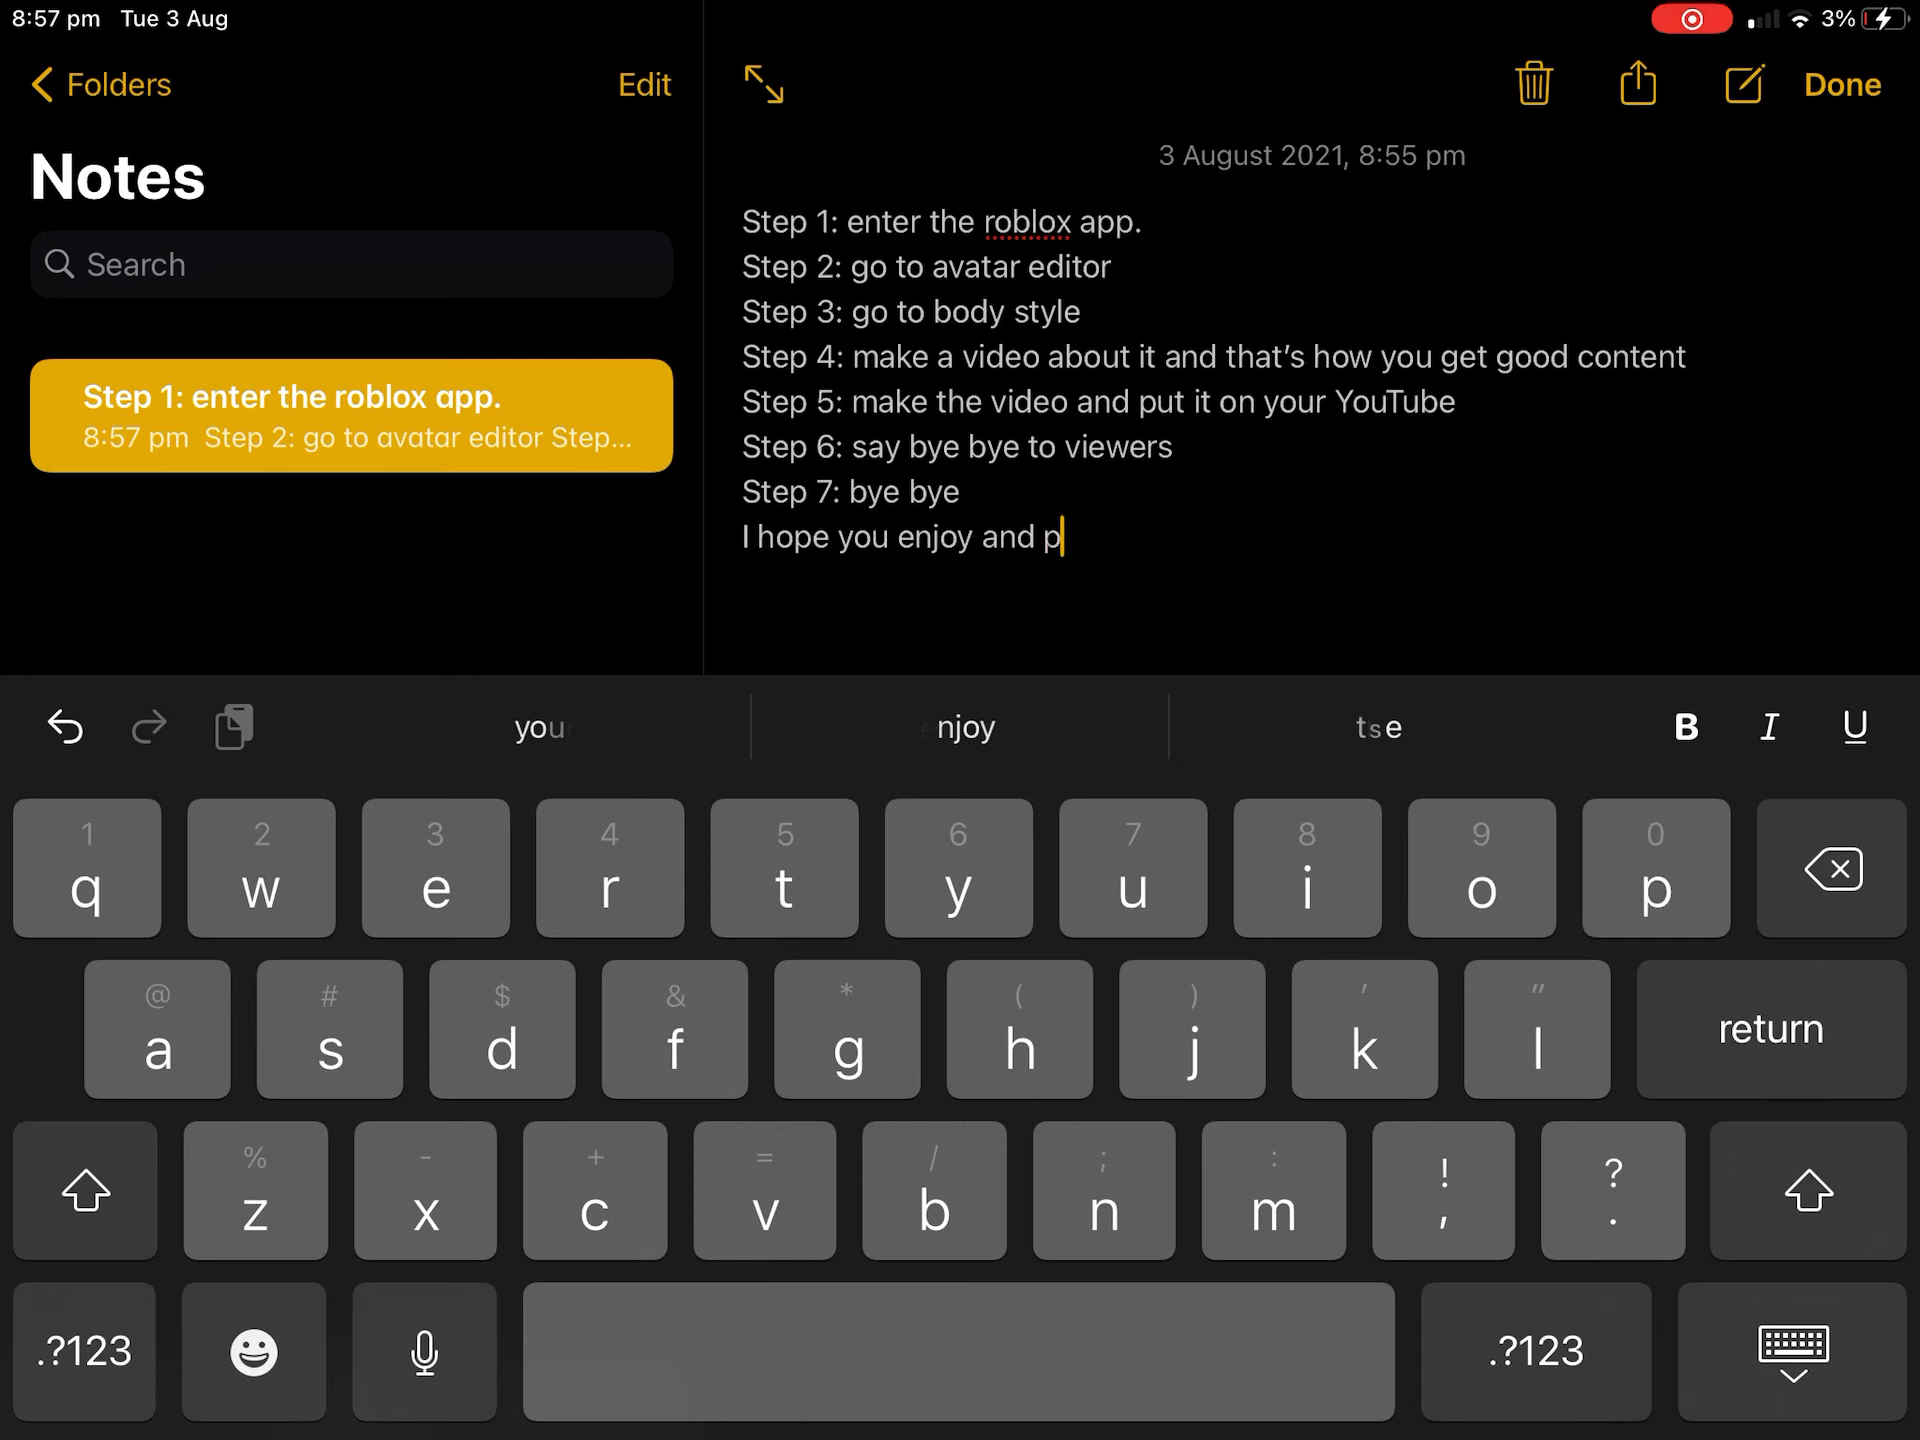 8:57 pm Tue 3 Aug
3%
Folders
Edit
Done
Notes
Search
Step 1: enter the roblox app.
8:57 pm Step 2: go to avatar editor Step...
3 August 2021, 8:55 pm
Step 1: enter the roblox app.
Step 2: go to avatar editor
Step 3: go to body style
Step 4: make a video about it and that’s how you get good content
Step 5: make the video and put it on your YouTube
Step 6: say bye bye to viewers
Step 7: bye bye
I hope you enjoy and p
you njoy
B I U
1 2 3 4 5 6 7 8 9 0
q w e r t y u i o p
@ # $ & * ( ) ' "
a s d f g h j k l return
% - + = / ; : ! ?
z x c v b n m , .
.?123 .?123